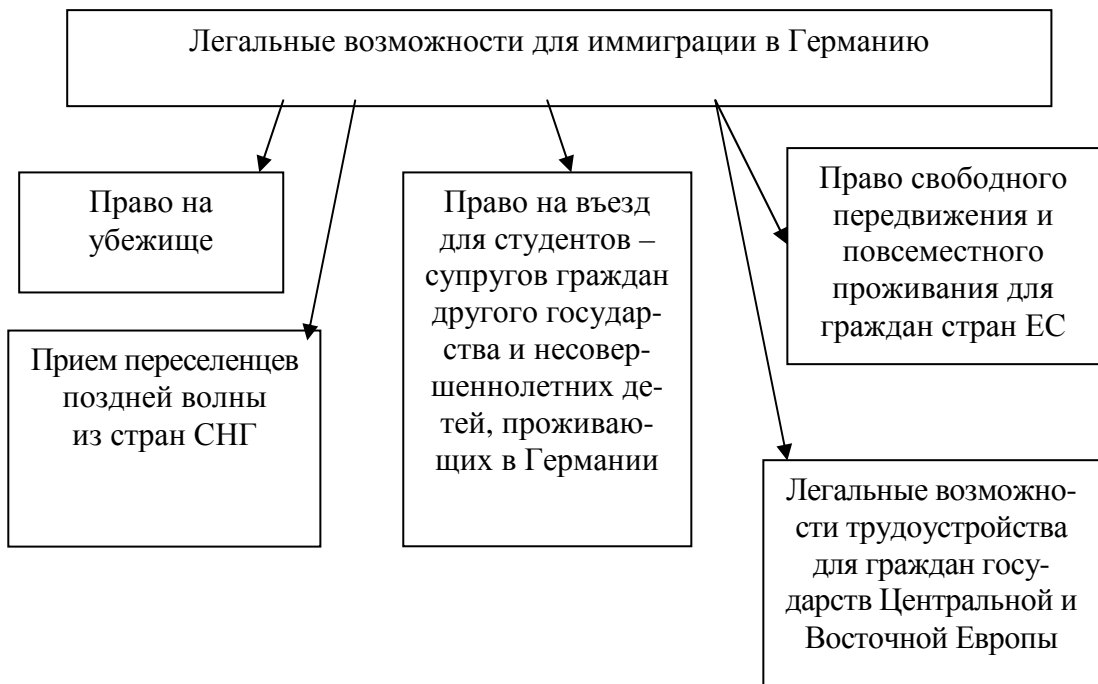 Легальные возможности для иммиграции в Германию
Право на
убежище
Прием переселенцев
поздней волны
из стран СНГ
Право на въезд
для студентов –
супругов граждан
другого государ-
ства и несовер-
шеннолетних де-
тей, проживаю-
щих в Германии
Право свободного
передвижения и
повсеместного
проживания для
граждан стран ЕС
Легальные возможно-
сти трудоустройства
для граждан госу-
дарств Центральной и
Восточной Европы